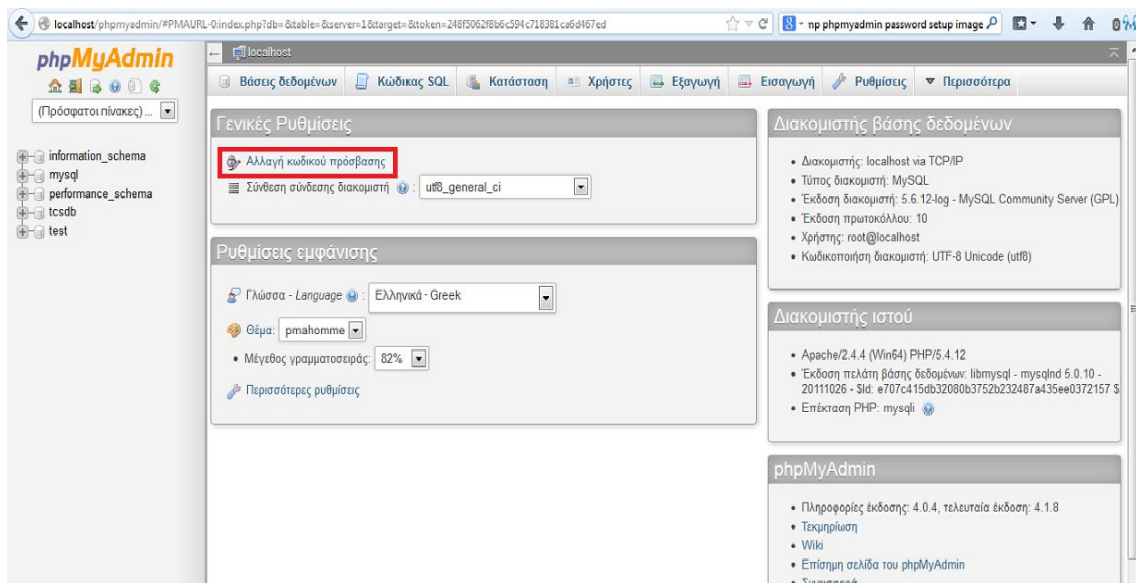 localhost/phpmyadmin/#PMAURL-0:index.php?db=&table=&server=1&target=&token=248f5062f8b6c594c718381ca6d467ed
np phpmyadmin password setup image
phpMyAdmin
(Πρόσφατοι πίνακες) ...
information_schema
mysql
performance_schema
tcsdb
test
localhost
Βάσεις δεδομένων Κώδικας SQL Κατάσταση Χρήστες Εξαγωγή Εισαγωγή Ρυθμίσεις Περισσότερα
Γενικές Ρυθμίσεις
Αλλαγή κωδικού πρόσβασης
Σύνθεση σύνδεσης διακομιστή : utf8_general_ci
Ρυθμίσεις εμφάνισης
Γλώσσα - Language : Ελληνικά - Greek
Θέμα: pmahomme
• Μέγεθος γραμματοσειράς: 82%
Περισσότερες ρυθμίσεις
Διακομιστής βάσης δεδομένων
• Διακομιστής: localhost via TCP/IP
• Τύπος διακομιστή: MySQL
• Έκδοση διακομιστή: 5.6.12-log - MySQL Community Server (GPL)
• Έκδοση πρωτοκόλλου: 10
• Χρήστης: root@localhost
• Κωδικοποίηση διακομιστή: UTF-8 Unicode (utf8)
Διακομιστής ιστού
• Apache/2.4.4 (Win64) PHP/5.4.12
• Έκδοση πελάτη βάσης δεδομένων: libmysql - mysqlnd 5.0.10 -
20111026 - $Id: e707c415db32080b3752b232487a435ee0372157 $
• Επέκταση PHP: mysqli
phpMyAdmin
• Πληροφορίες έκδοσης: 4.0.4, τελευταία έκδοση: 4.1.8
• Τεκμηρίωση
• Wiki
• Επίσημη σελίδα του phpMyAdmin